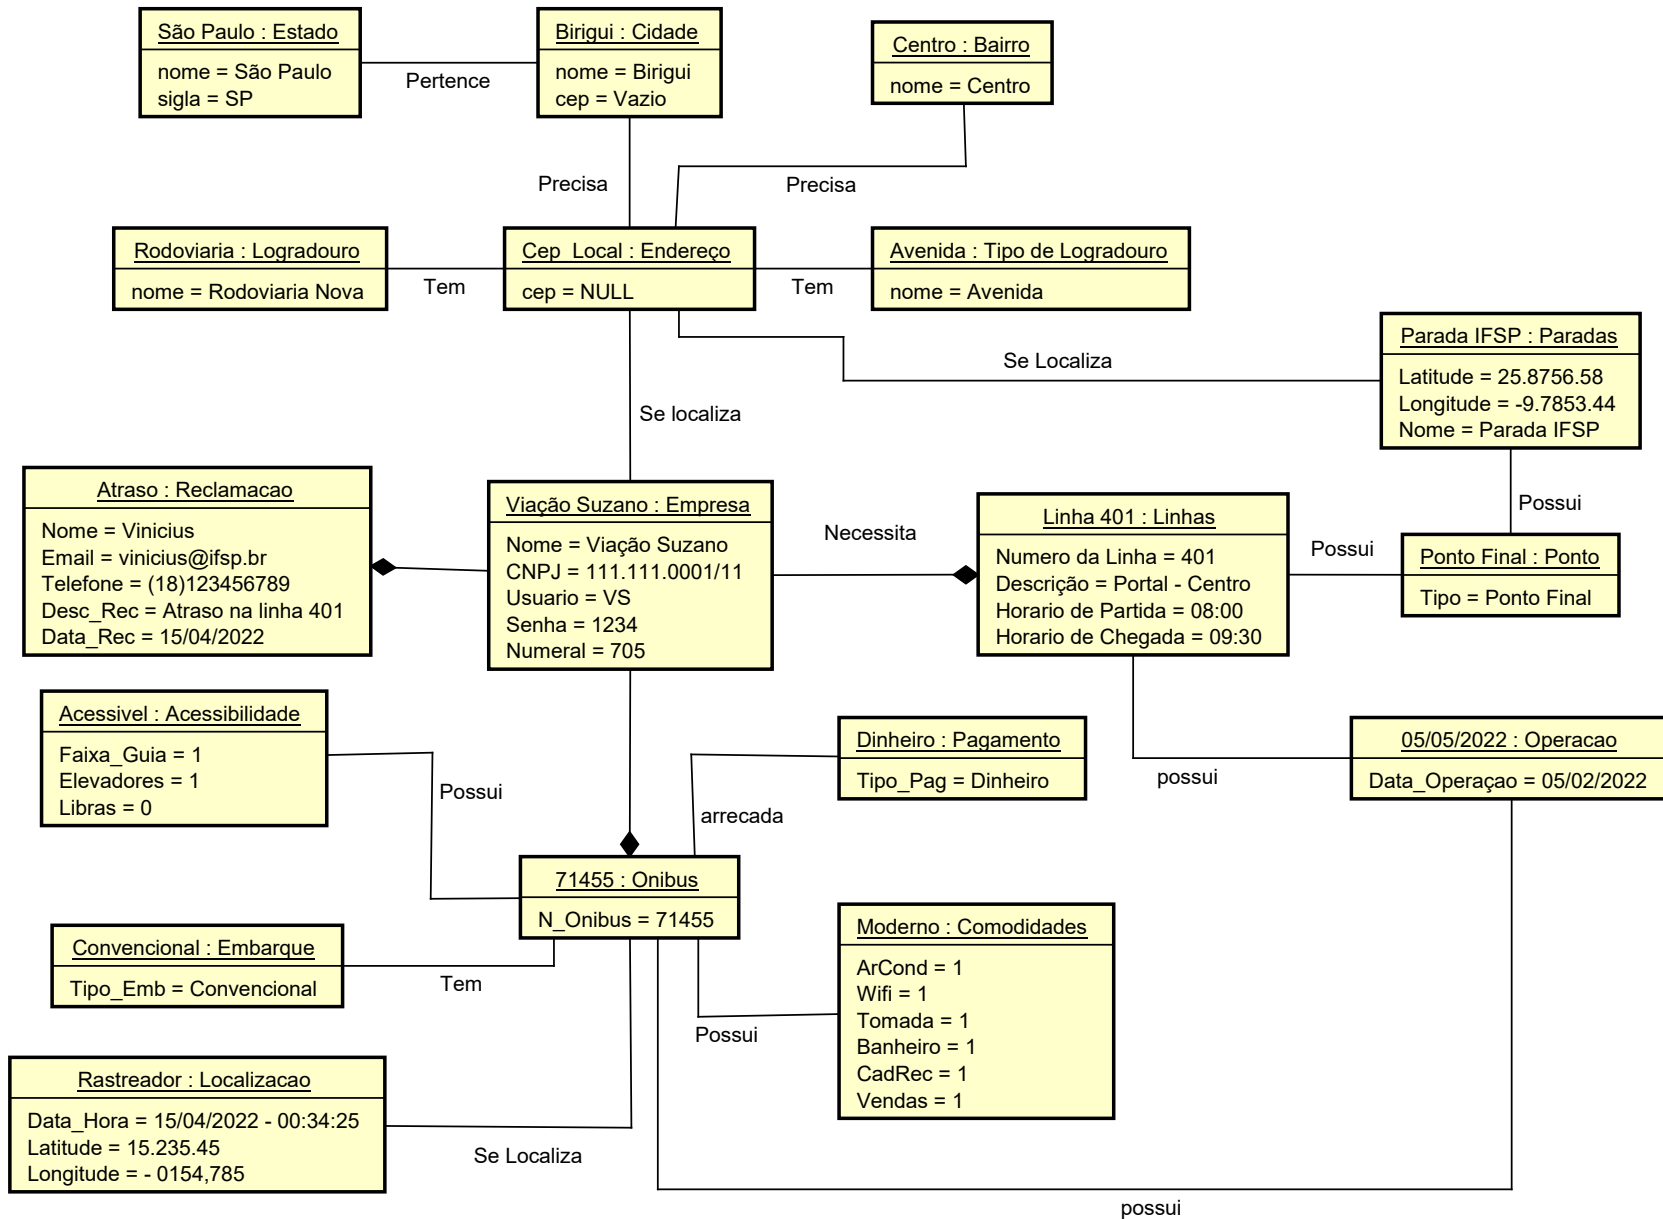 São Paulo : Estado
nome = São Paulo
sigla = SP
Pertence
Birigui : Cidade
nome = Birigui
cep = Vazio
Centro : Bairro
nome = Centro
Precisa
Precisa
Rodoviaria : Logradouro
nome = Rodoviaria Nova
Tem
Cep_Local : Endereço
cep = NULL
Tem
Avenida : Tipo de Logradouro
nome = Avenida
Se Localiza
Parada IFSP : Paradas
Latitude = 25.8756.58
Longitude = -9.7853.44
Nome = Parada IFSP
Se localiza
Possui
Atraso : Reclamacao
Nome = Vinicius
Email = vinicius@ifsp.br
Telefone = (18)123456789
Desc_Rec = Atraso na linha 401
Data_Rec = 15/04/2022
Viação Suzano : Empresa
Nome = Viação Suzano
CNPJ = 111.111.0001/11
Usuario = VS
Senha = 1234
Numeral = 705
Necessita
Linha 401 : Linhas
Numero da Linha = 401
Descrição = Portal - Centro
Horario de Partida = 08:00
Horario de Chegada = 09:30
Possui
Ponto Final : Ponto
Tipo = Ponto Final
Acessivel : Acessibilidade
Faixa_Guia = 1
Elevadores = 1
Libras = 0
Possui
Dinheiro : Pagamento
Tipo_Pag = Dinheiro
arrecada
possui
05/05/2022 : Operacao
Data_Operaçao = 05/02/2022
71455 : Onibus
N_Onibus = 71455
Convencional : Embarque
Tipo_Emb = Convencional
Tem
Possui
Moderno : Comodidades
ArCond = 1
Wifi = 1
Tomada = 1
Banheiro = 1
CadRec = 1
Vendas = 1
Rastreador : Localizacao
Data_Hora = 15/04/2022 - 00:34:25
Latitude = 15.235.45
Longitude = - 0154,785
Se Localiza
possui